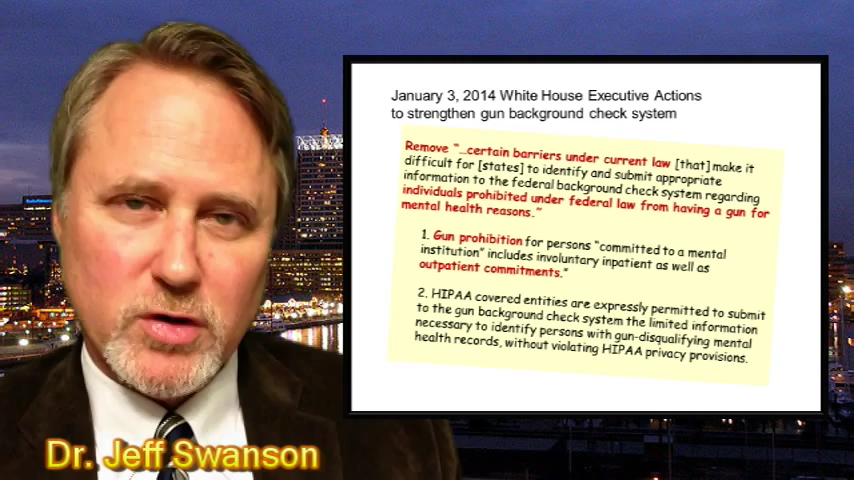 January 3, 2014 White House Executive Actions
to strengthen gun background check system
Remove "…certain barriers under current law [that] make it
difficult for [states] to identify and submit appropriate
information to the federal background check system regarding
individuals prohibited under federal law from having a gun for
mental health reasons."
1. Gun prohibition for persons "committed to a mental
institution" includes involuntary inpatient as well as
outpatient commitments."
2. HIPAA covered entities are expressly permitted to submit
to the gun background check system the limited information
necessary to identify persons with gun-disqualifying mental
health records, without violating HIPAA privacy provisions.
Dr. Jeff Swanson